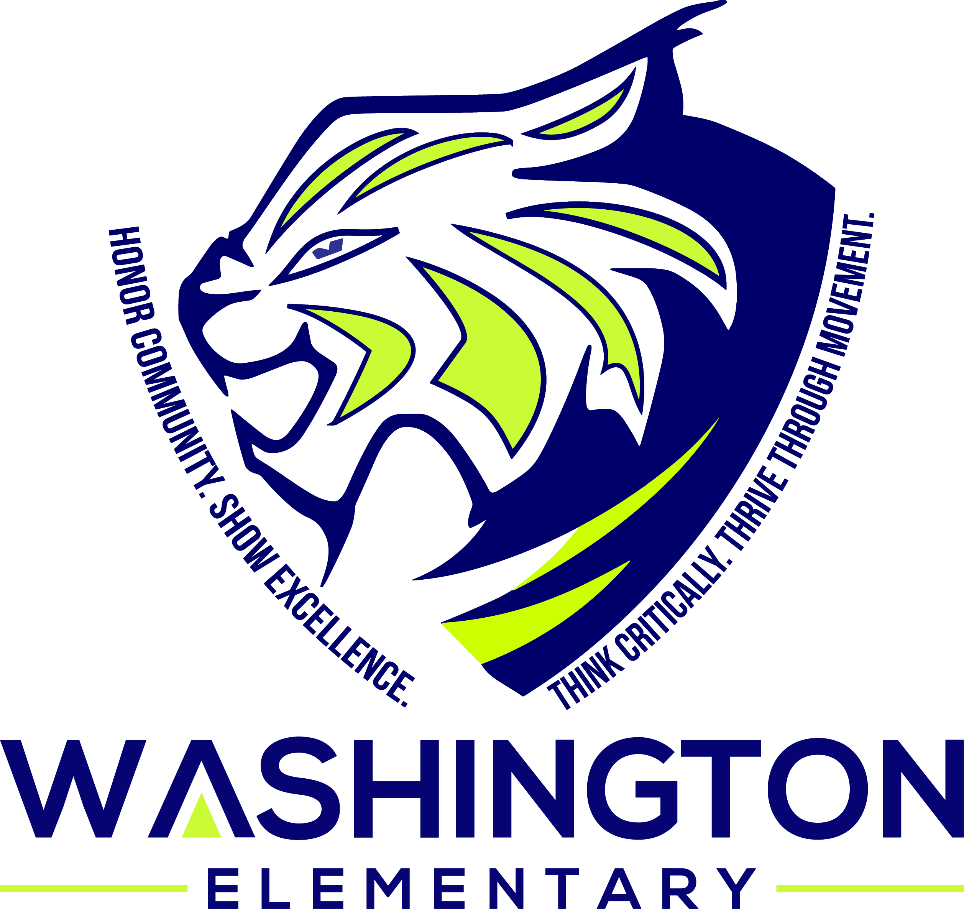 HONOR COMMUNITY. SHOW EXCELLENCE.
THINK CRITICALLY. THRIVE THROUGH MOVEMENT.
WASHINGTON
ELEMENTARY